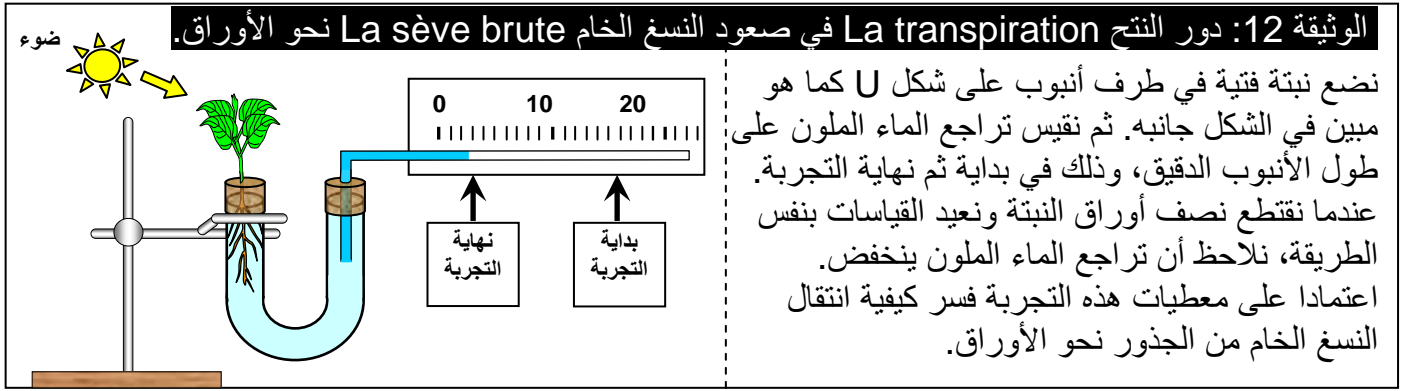 الوثيقة 12: دور النتح La transpiration في صعود النسغ الخام La sève brute نحو الأوراق.
نضع نبتة فتية في طرف أنبوب على شكل U كما هو
مبين في الشكل جانبه. ثم نقيس تراجع الماء الملون على
طول الأنبوب الدقيق، وذلك في بداية ثم نهاية التجربة.
عندما نقتطع نصف أوراق النبتة ونعيد القياسات بنفس
الطريقة، نلاحظ أن تراجع الماء الملون ينخفض.
اعتمادا على معطيات هذه التجربة فسر كيفية انتقال
النسغ الخام من الجذور نحو الأوراق.
ضوء
0 10 20
بداية
التجربة
نهاية
التجربة